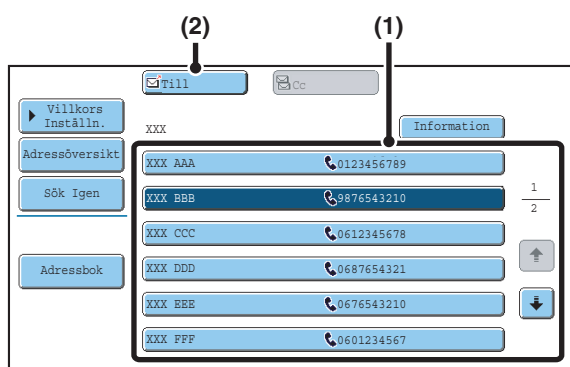 (2) (1)
Till Cc
Villkors
Inställn.
XXX Information
Adressöversikt
XXX AAA 0123456789
Sök Igen
XXX BBB 9876543210
1
2
XXX CCC 0612345678
Adressbok
XXX DDD 0687654321
XXX EEE 0676543210
XXX FFF 0601234567